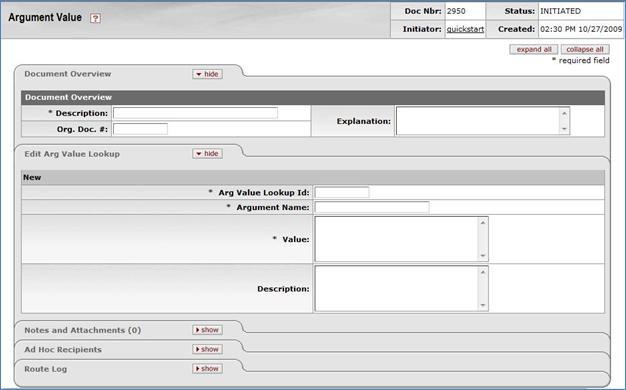 Argument Value ?
Doc Nbr: 2950 Status: INITIATED
Initiator: quickstart Created: 02:30 PM 10/27/2009
expand all collapse all
* required field
Document Overview hide
Document Overview
* Description: Explanation:
Org. Doc. #:
Edit Arg Value Lookup hide
New
* Arg Value Lookup Id:
* Argument Name:
* Value:
Description:
Notes and Attachments (0) show
Ad Hoc Recipients show
Route Log show